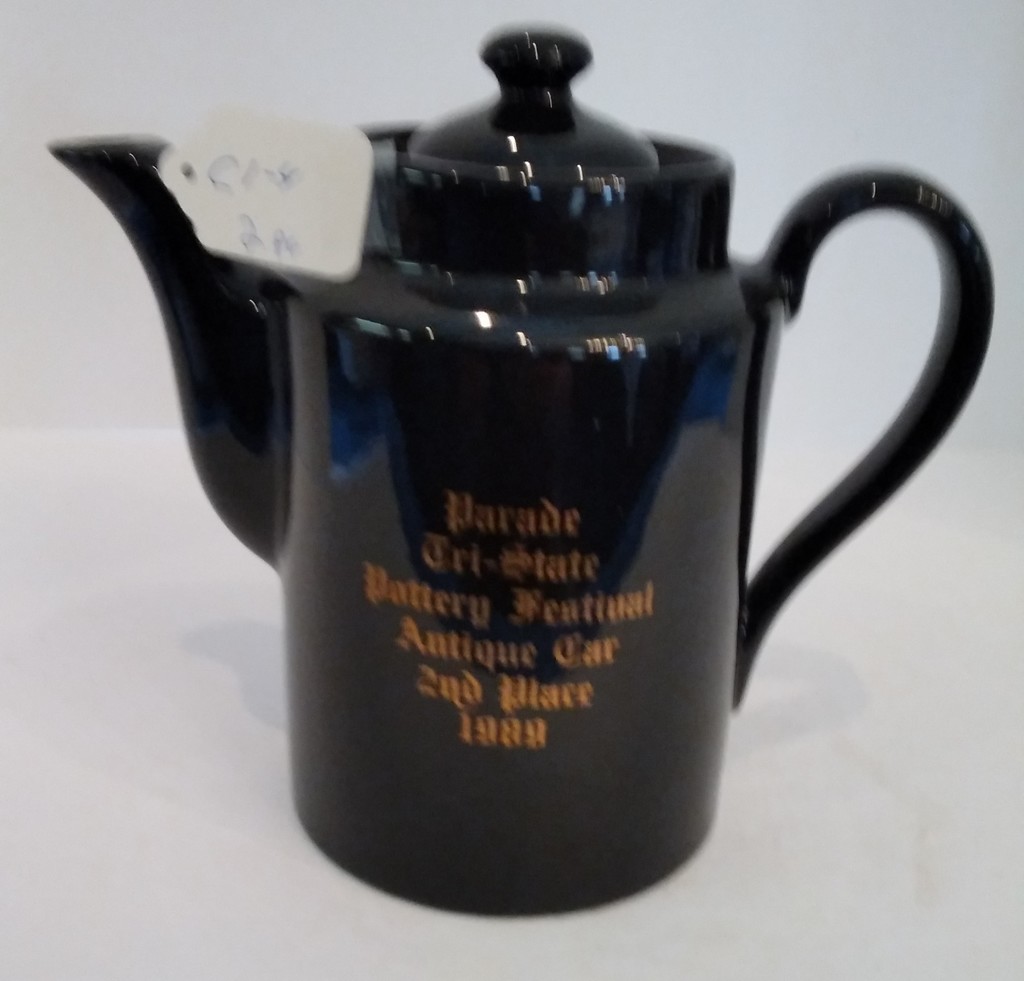 Parade
Tri-State
Pottery Festival
Antique Car
2nd Place
1989